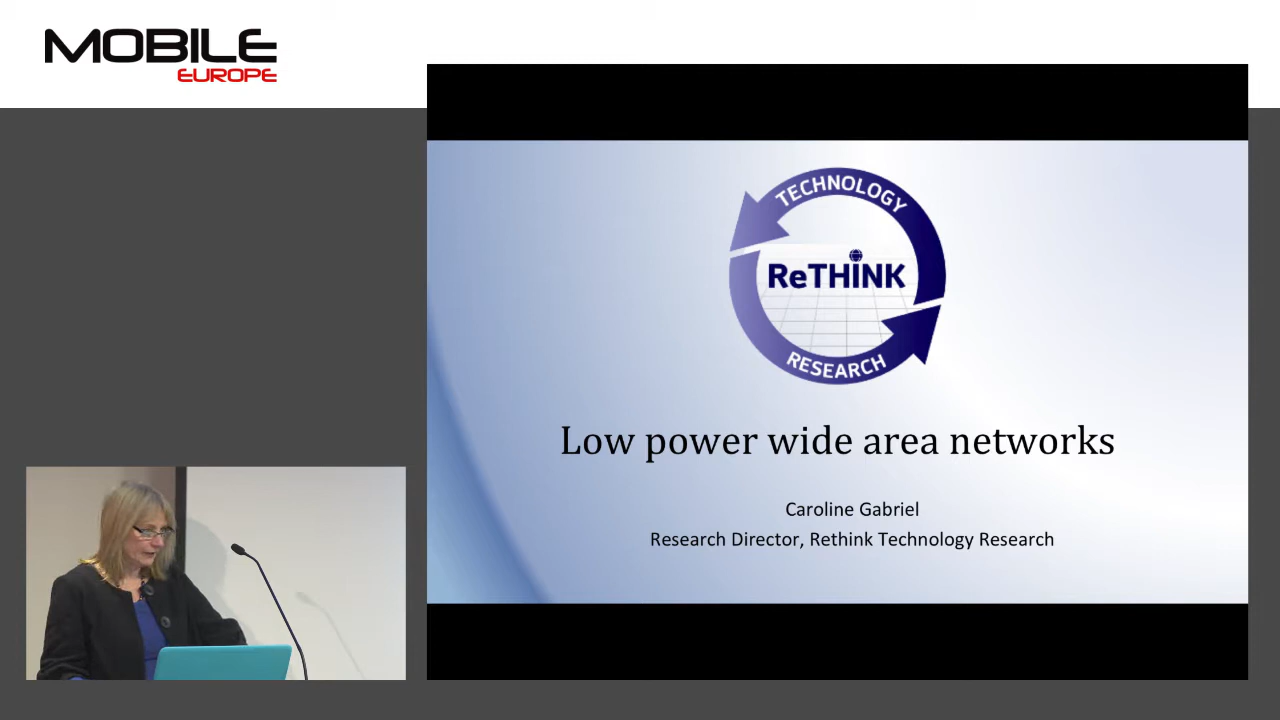 MOBILE
EUROPE
TECHNOLOGY
ReTHINK
RESEARCH
Low power wide area networks
Caroline Gabriel
Research Director, Rethink Technology Research